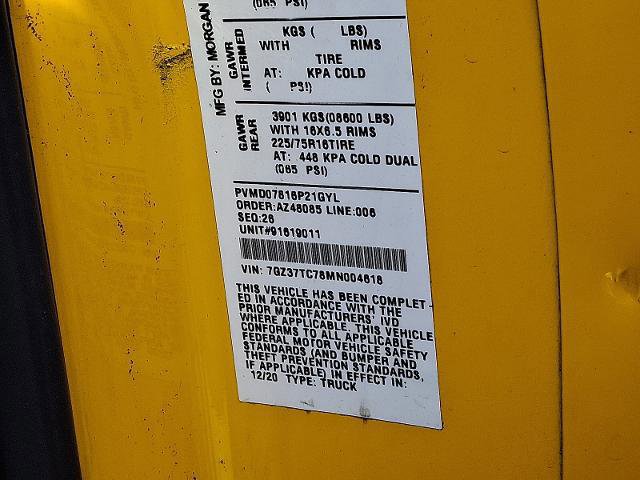 (065 PSI)
MFG BY: MORGAN
GAWR INTERMED
KGS ( LBS)
WITH RIMS
TIRE
AT: KPA COLD
( PSI)
GAWR REAR
3901 KGS(08600 LBS)
WITH 16X6.5 RIMS
225/75R16TIRE
AT: 448 KPA COLD DUAL
(065 PSI)
PVMD07616P21GYL
ORDER:AZ48085 LINE:006
SEQ:26
UNIT#91619011
VIN: 7GZ37TC78MN004618
THIS VEHICLE HAS BEEN COMPLET-
ED IN ACCORDANCE WITH THE
PRIOR MANUFACTURERS' IVD
WHERE APPLICABLE. THIS VEHICLE
CONFORMS TO ALL APPLICABLE
FEDERAL MOTOR VEHICLE SAFETY
STANDARDS (AND BUMPER AND
THEFT PREVENTION STANDARDS,
IF APPLICABLE) IN EFFECT IN:
12/20 TYPE: TRUCK